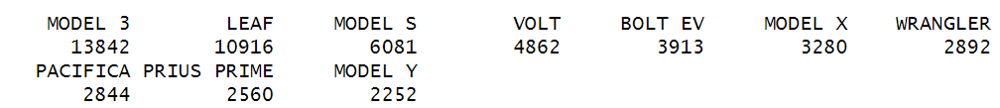 MODEL 3 LEAF MODEL S VOLT BOLT EV MODEL X WRANGLER
13842 10916 6081 4862 3913 3280 2892
PACIFICA PRIUS PRIME MODEL Y
2844 2560 2252